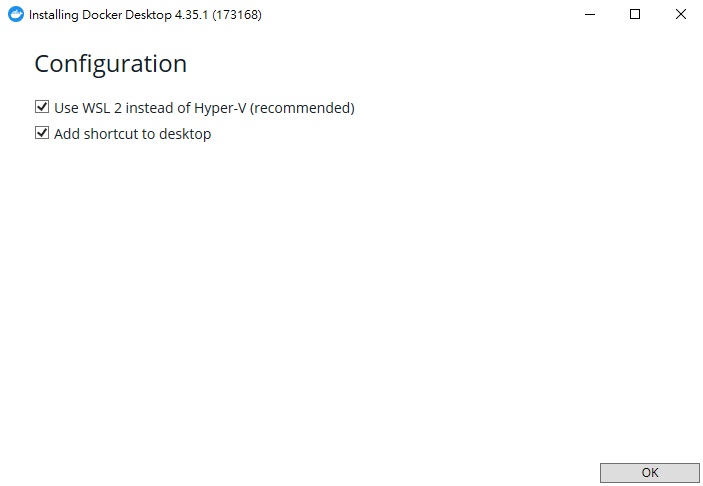 Installing Docker Desktop 4.35.1 (173168)
Configuration
Use WSL 2 instead of Hyper-V (recommended)
Add shortcut to desktop
OK